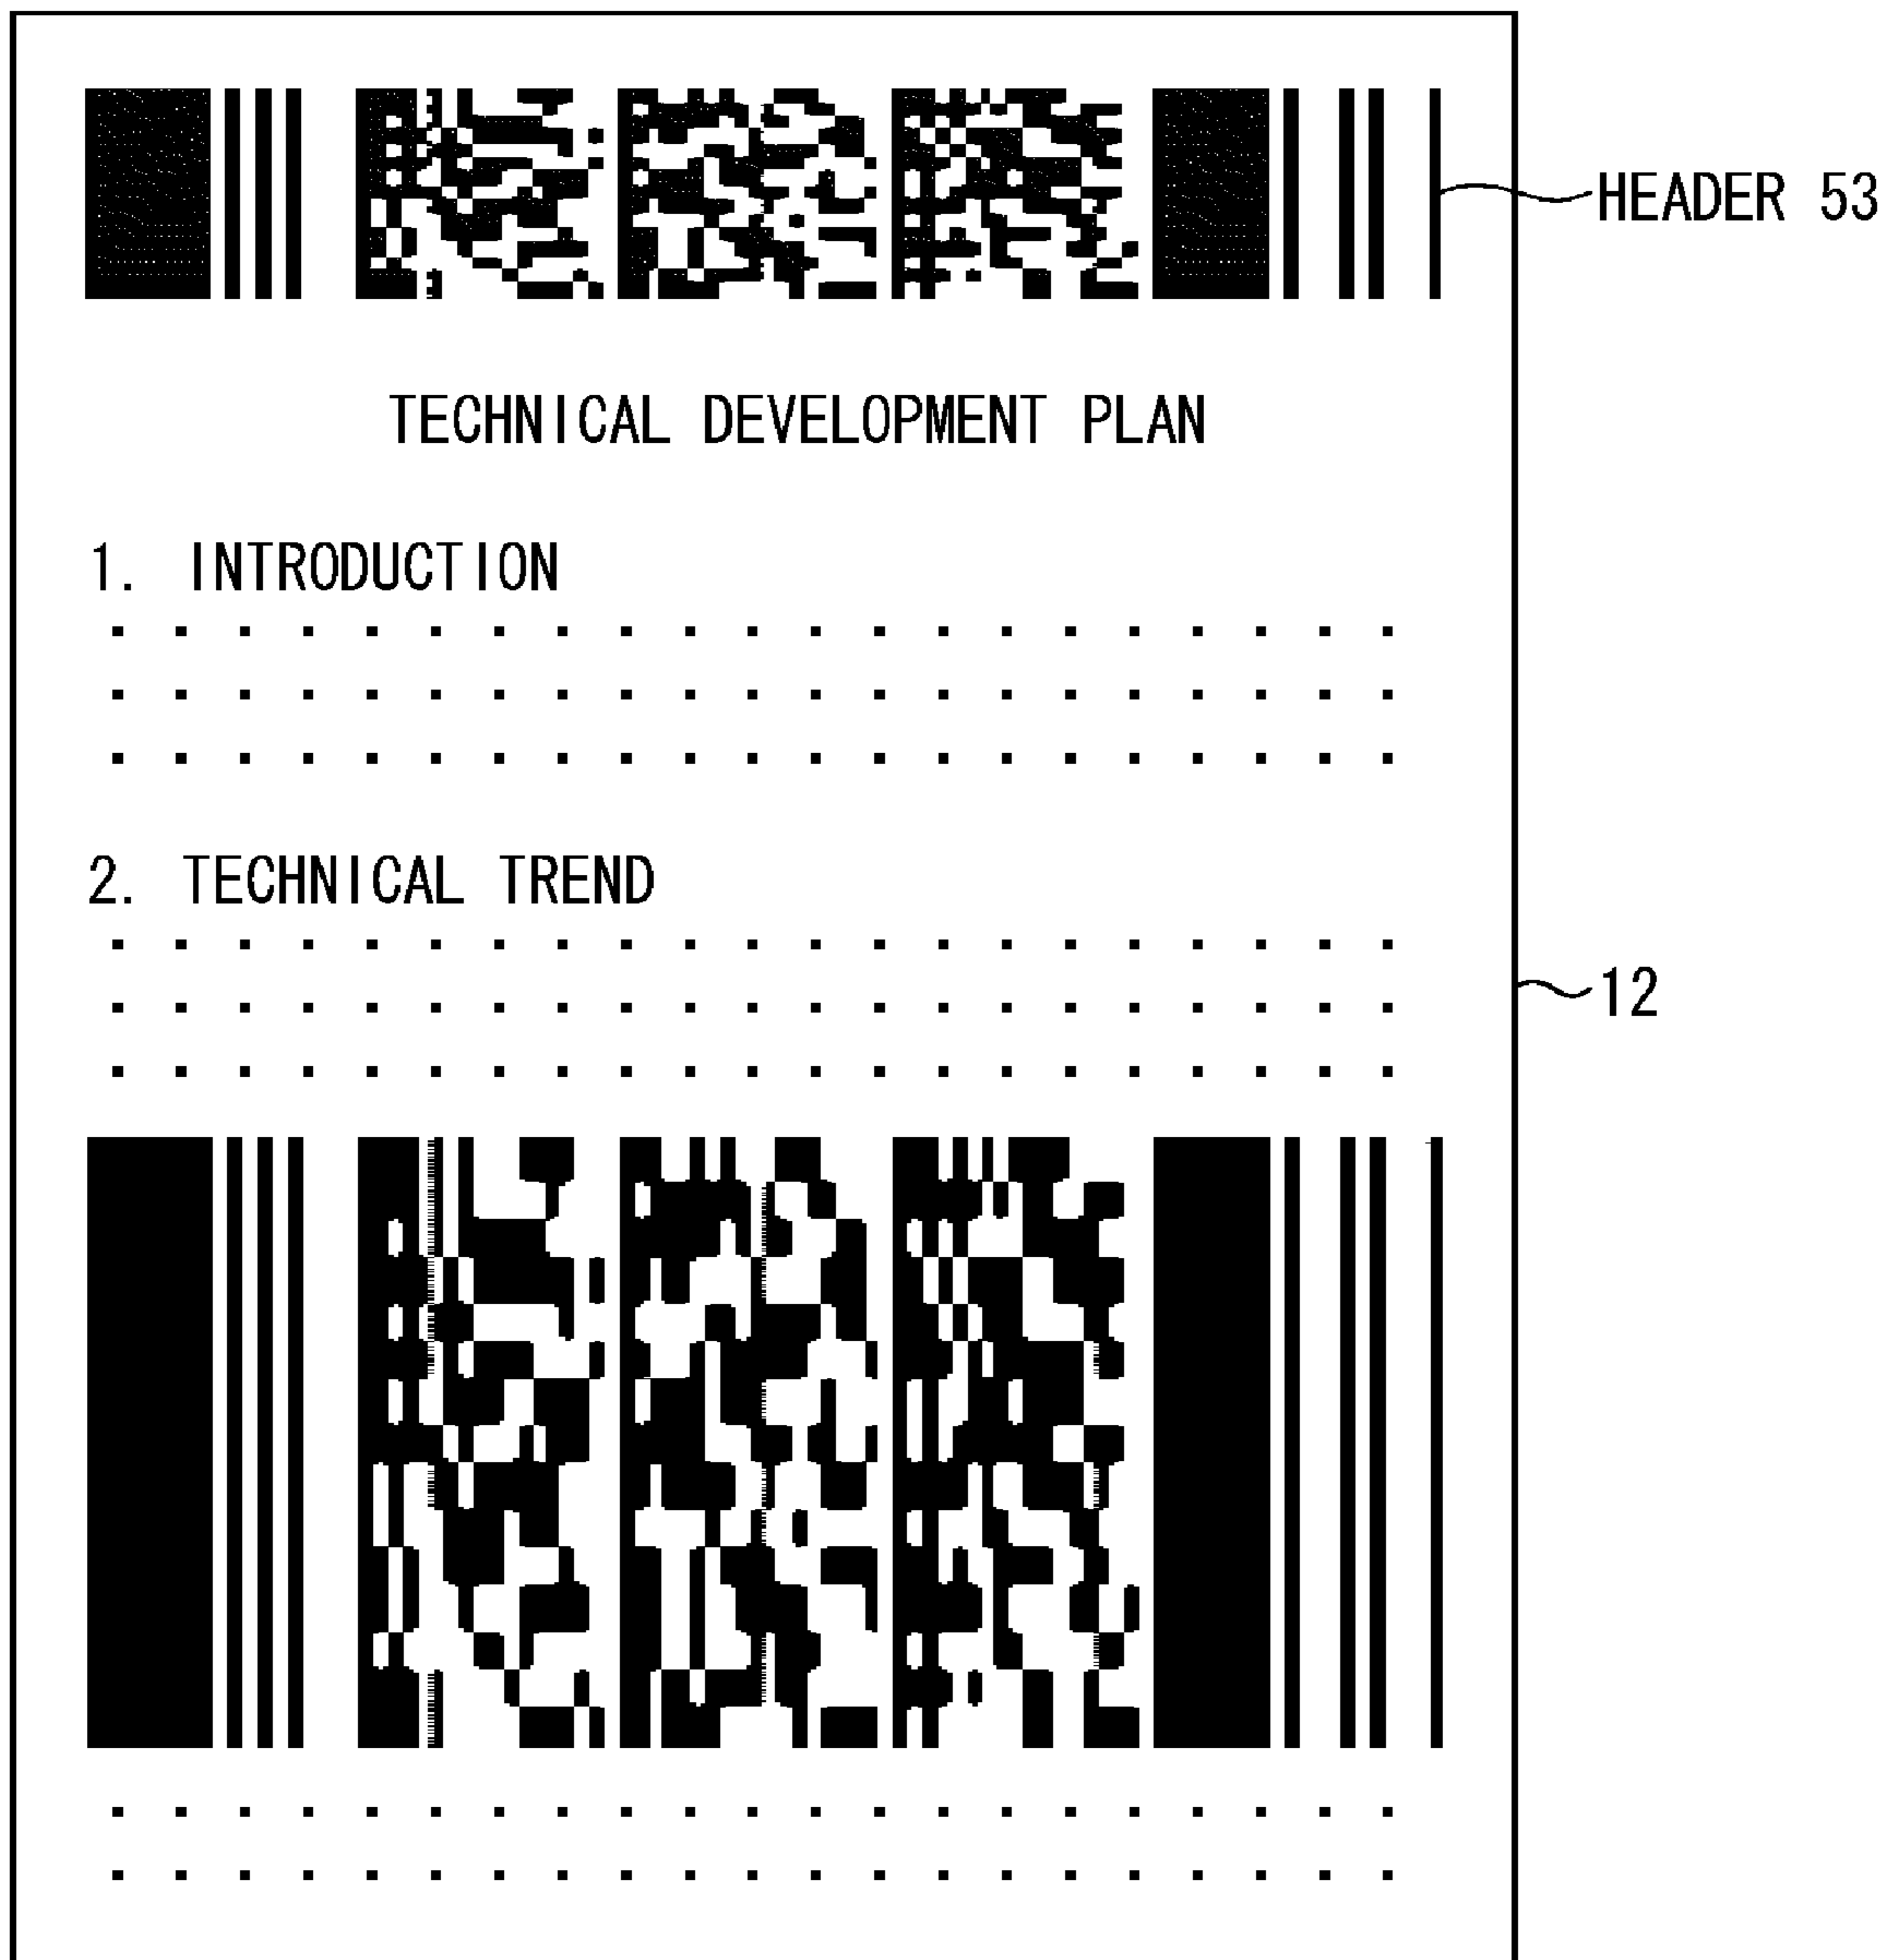 HEADER 53
TECHNICAL DEVELOPMENT PLAN
1. INTRODUCTION
2. TECHNICAL TREND
12